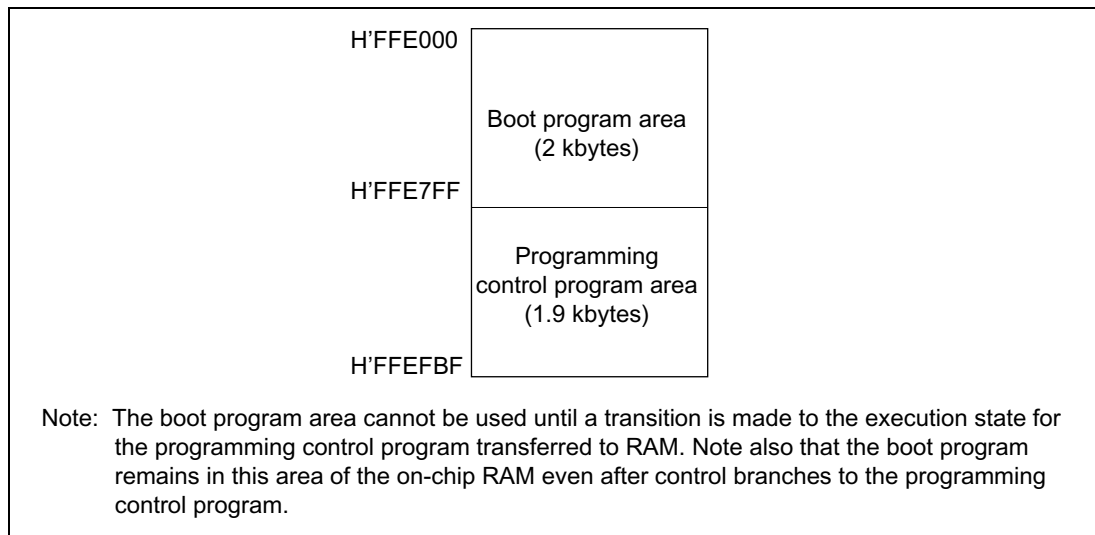 H'FFE000
Boot program area
(2 kbytes)
H'FFE7FF
Programming
control program area
(1.9 kbytes)
H'FFEFBF
Note: The boot program area cannot be used until a transition is made to the execution state for
the programming control program transferred to RAM. Note also that the boot program
remains in this area of the on-chip RAM even after control branches to the programming
control program.